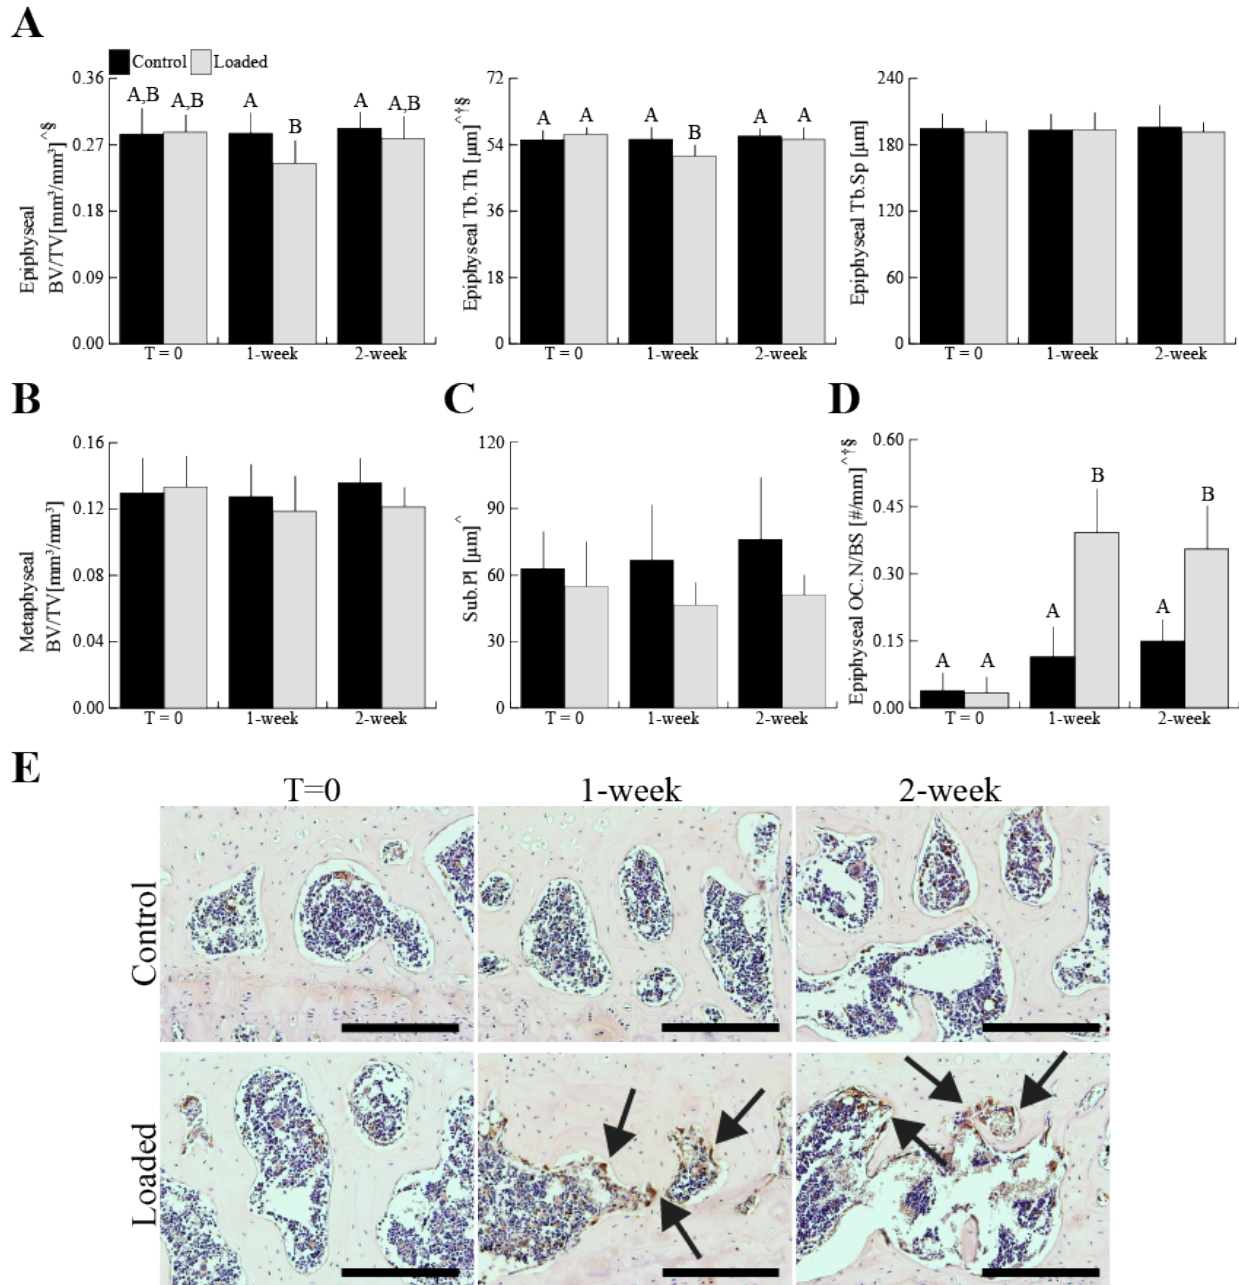 A
Control Loaded
Epiphyseal
BV/TV[mm³/mm³]^§
0.36
0.27
0.18
0.09
0.00
A,B A,B A B A A,B
T = 0 1-week 2-week
Epiphyseal Tb.Th [µm]^†§
72
54
36
18
0
A A A B A A
T = 0 1-week 2-week
Epiphyseal Tb.Sp [µm]
240
180
120
60
0
T = 0 1-week 2-week
B
Metaphyseal
BV/TV[mm³/mm³]
0.16
0.12
0.08
0.04
0.00
T = 0 1-week 2-week
C
Sub.Pl [µm]^
120
90
60
30
0
T = 0 1-week 2-week
D
Epiphyseal OC.N/BS [#/mm]^†§
0.60
0.45
0.30
0.15
0.00
A A A B A B
T = 0 1-week 2-week
E
T=0 1-week 2-week
Control
Loaded